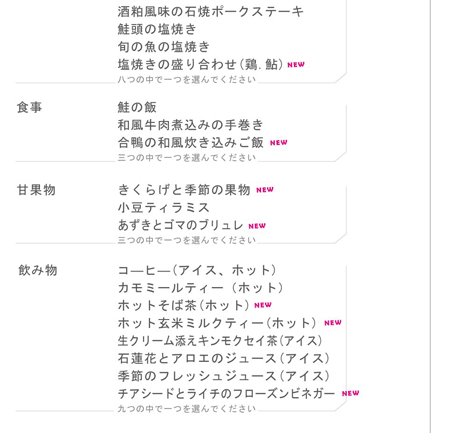 酒粕風味の石焼ポークステーキ
鮭頭の塩焼き
旬の魚の塩焼き
塩焼きの盛り合わせ(鶏.鮎) NEW
八つの中で一つを選んでください
食事
鮭の飯
和風牛肉煮込みの手巻き
合鴨の和風炊き込みご飯 NEW
三つの中で一つを選んでください
甘果物
きくらげと季節の果物 NEW
小豆ティラミス
あずきとゴマのブリュレ NEW
三つの中で一つを選んでください
飲み物
コーヒー(アイス、ホット)
カモミールティー (ホット)
ホットそば茶(ホット) NEW
ホット玄米ミルクティー(ホット) NEW
生クリーム添えキンモクセイ茶(アイス)
石蓮花とアロエのジュース(アイス)
季節のフレッシュジュース(アイス)
チアシードとライチのフローズンビネガー NEW
九つの中で一つを選んでください